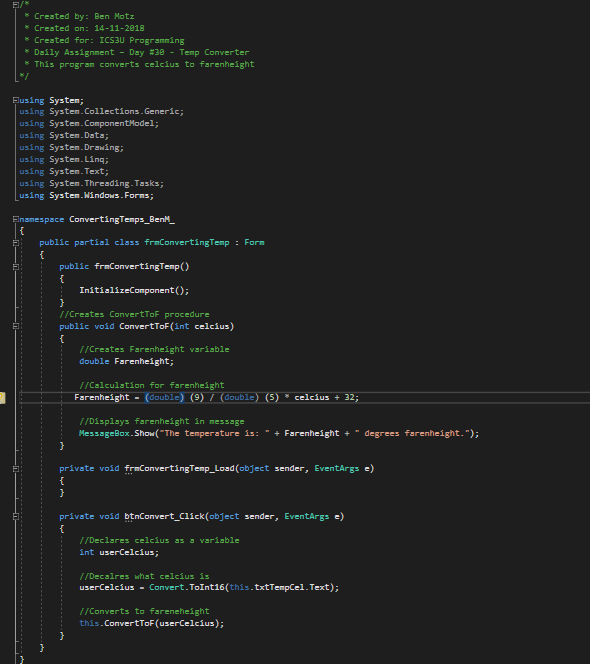 /*
* Created by: Ben Motz
* Created on: 14-11-2018
* Created for: ICS3U Programming
* Daily Assignment – Day #30 - Temp Converter
* This program converts celcius to farenheight
*/
using System;
using System.Collections.Generic;
using System.ComponentModel;
using System.Data;
using System.Drawing;
using System.Linq;
using System.Text;
using System.Threading.Tasks;
using System.Windows.Forms;
namespace ConvertingTemps_BenM_
{
public partial class frmConvertingTemp : Form
{
public frmConvertingTemp()
{
InitializeComponent();
}
//Creates ConvertToF procedure
public void ConvertToF(int celcius)
{
//Creates Farenheight variable
double Farenheight;
//Calculation for farenheight
Farenheight = (double) (9) / (double) (5) * celcius + 32;
//Displays farenheight in message
MessageBox.Show("The temperature is: " + Farenheight + " degrees farenheight.");
}
private void frmConvertingTemp_Load(object sender, EventArgs e)
{
}
private void btnConvert_Click(object sender, EventArgs e)
{
//Declares celcius as a variable
int userCelcius;
//Decalres what celcius is
userCelcius = Convert.ToInt16(this.txtTempCel.Text);
//Converts to fareneheight
this.ConvertToF(userCelcius);
}
}
}